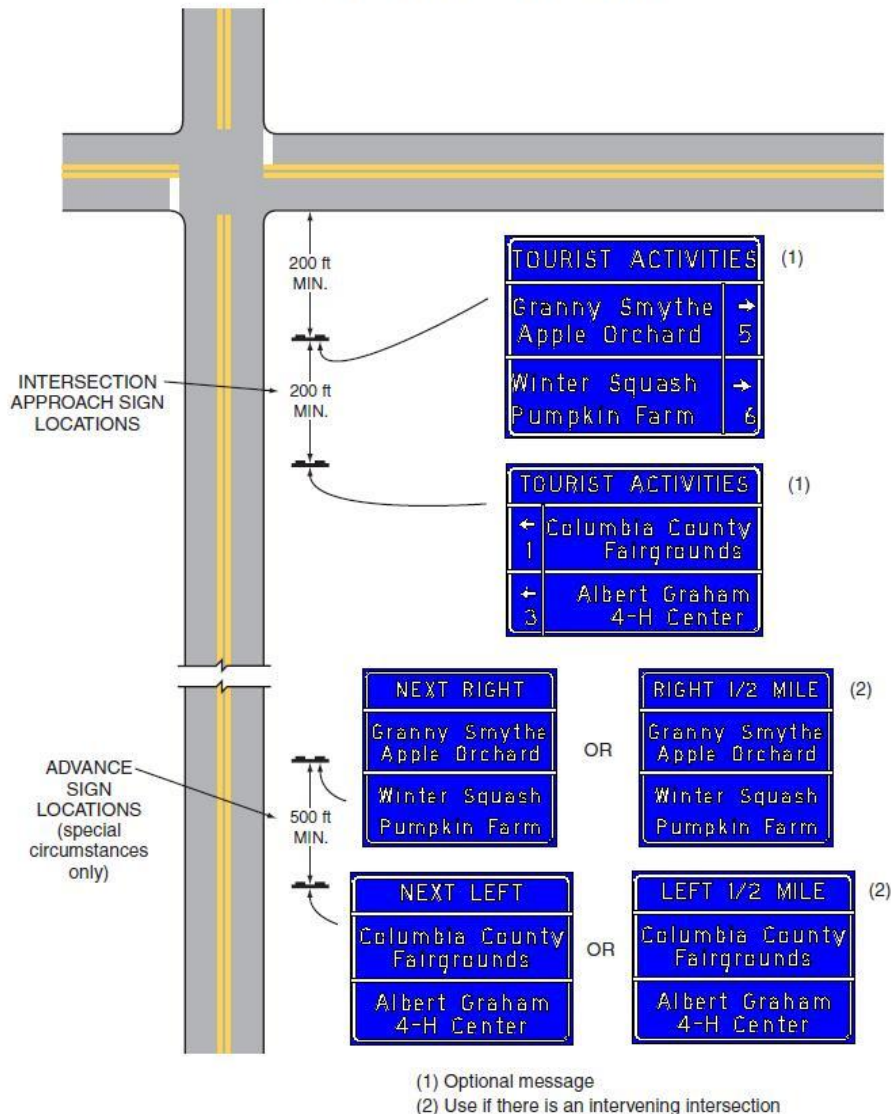 200 ft
MIN.
TOURIST ACTIVITIES
(1)
Granny Smythe
Apple Orchard
→
5
Winter Squash
Pumpkin Farm
→
6
INTERSECTION
APPROACH SIGN
LOCATIONS
200 ft
MIN.
TOURIST ACTIVITIES
(1)
←
1
Columbia County
Fairgrounds
←
3
Albert Graham
4-H Center
NEXT RIGHT
Granny Smythe
Apple Orchard
Winter Squash
Pumpkin Farm
OR
RIGHT 1/2 MILE
(2)
Granny Smythe
Apple Orchard
Winter Squash
Pumpkin Farm
ADVANCE
SIGN
LOCATIONS
(special
circumstances
only)
500 ft
MIN.
NEXT LEFT
Columbia County
Fairgrounds
Albert Graham
4-H Center
OR
LEFT 1/2 MILE
(2)
Columbia County
Fairgrounds
Albert Graham
4-H Center
(1) Optional message
(2) Use if there is an intervening intersection